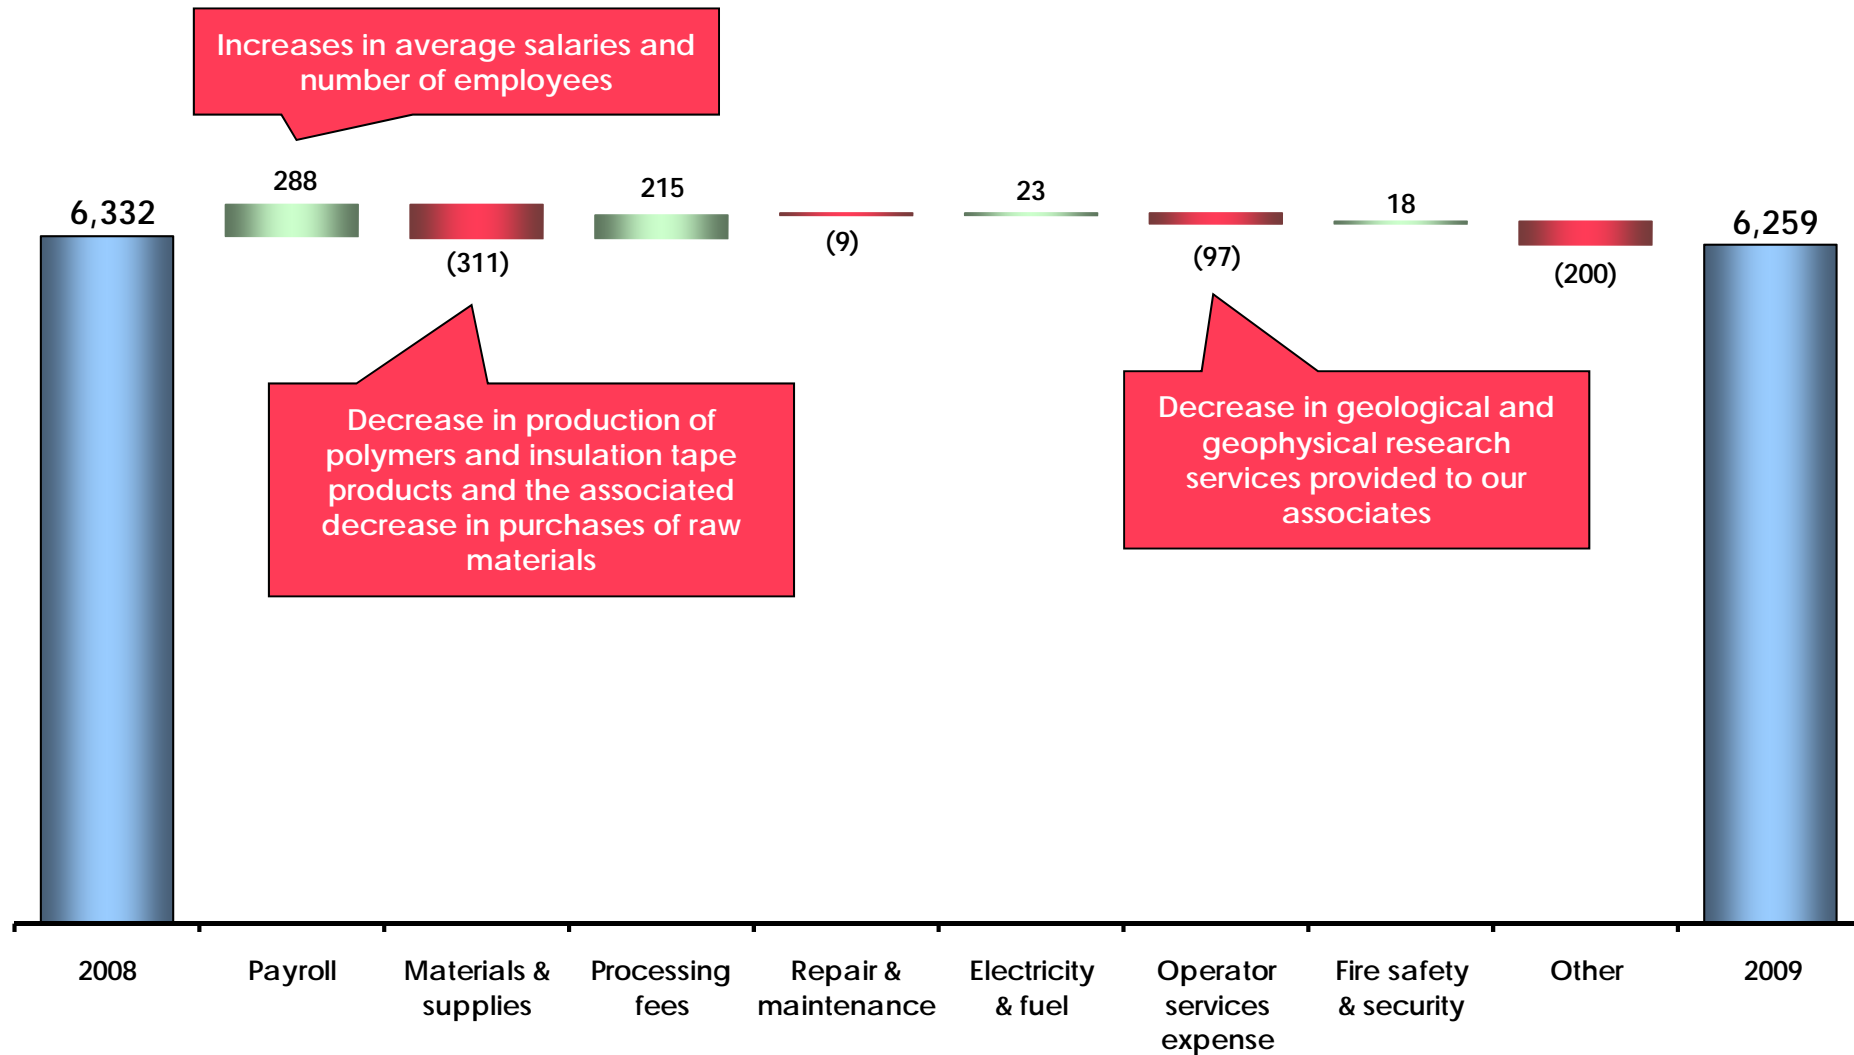 Increases in average salaries and
number of employees
6,332
288
(311)
215
(9)
23
(97)
18
(200)
6,259
Decrease in production of
polymers and insulation tape
products and the associated
decrease in purchases of raw
materials
Decrease in geological and
geophysical research
services provided to our
associates
2008
Payroll
Materials &
supplies
Processing
fees
Repair &
maintenance
Electricity
& fuel
Operator
services
expense
Fire safety
& security
Other
2009